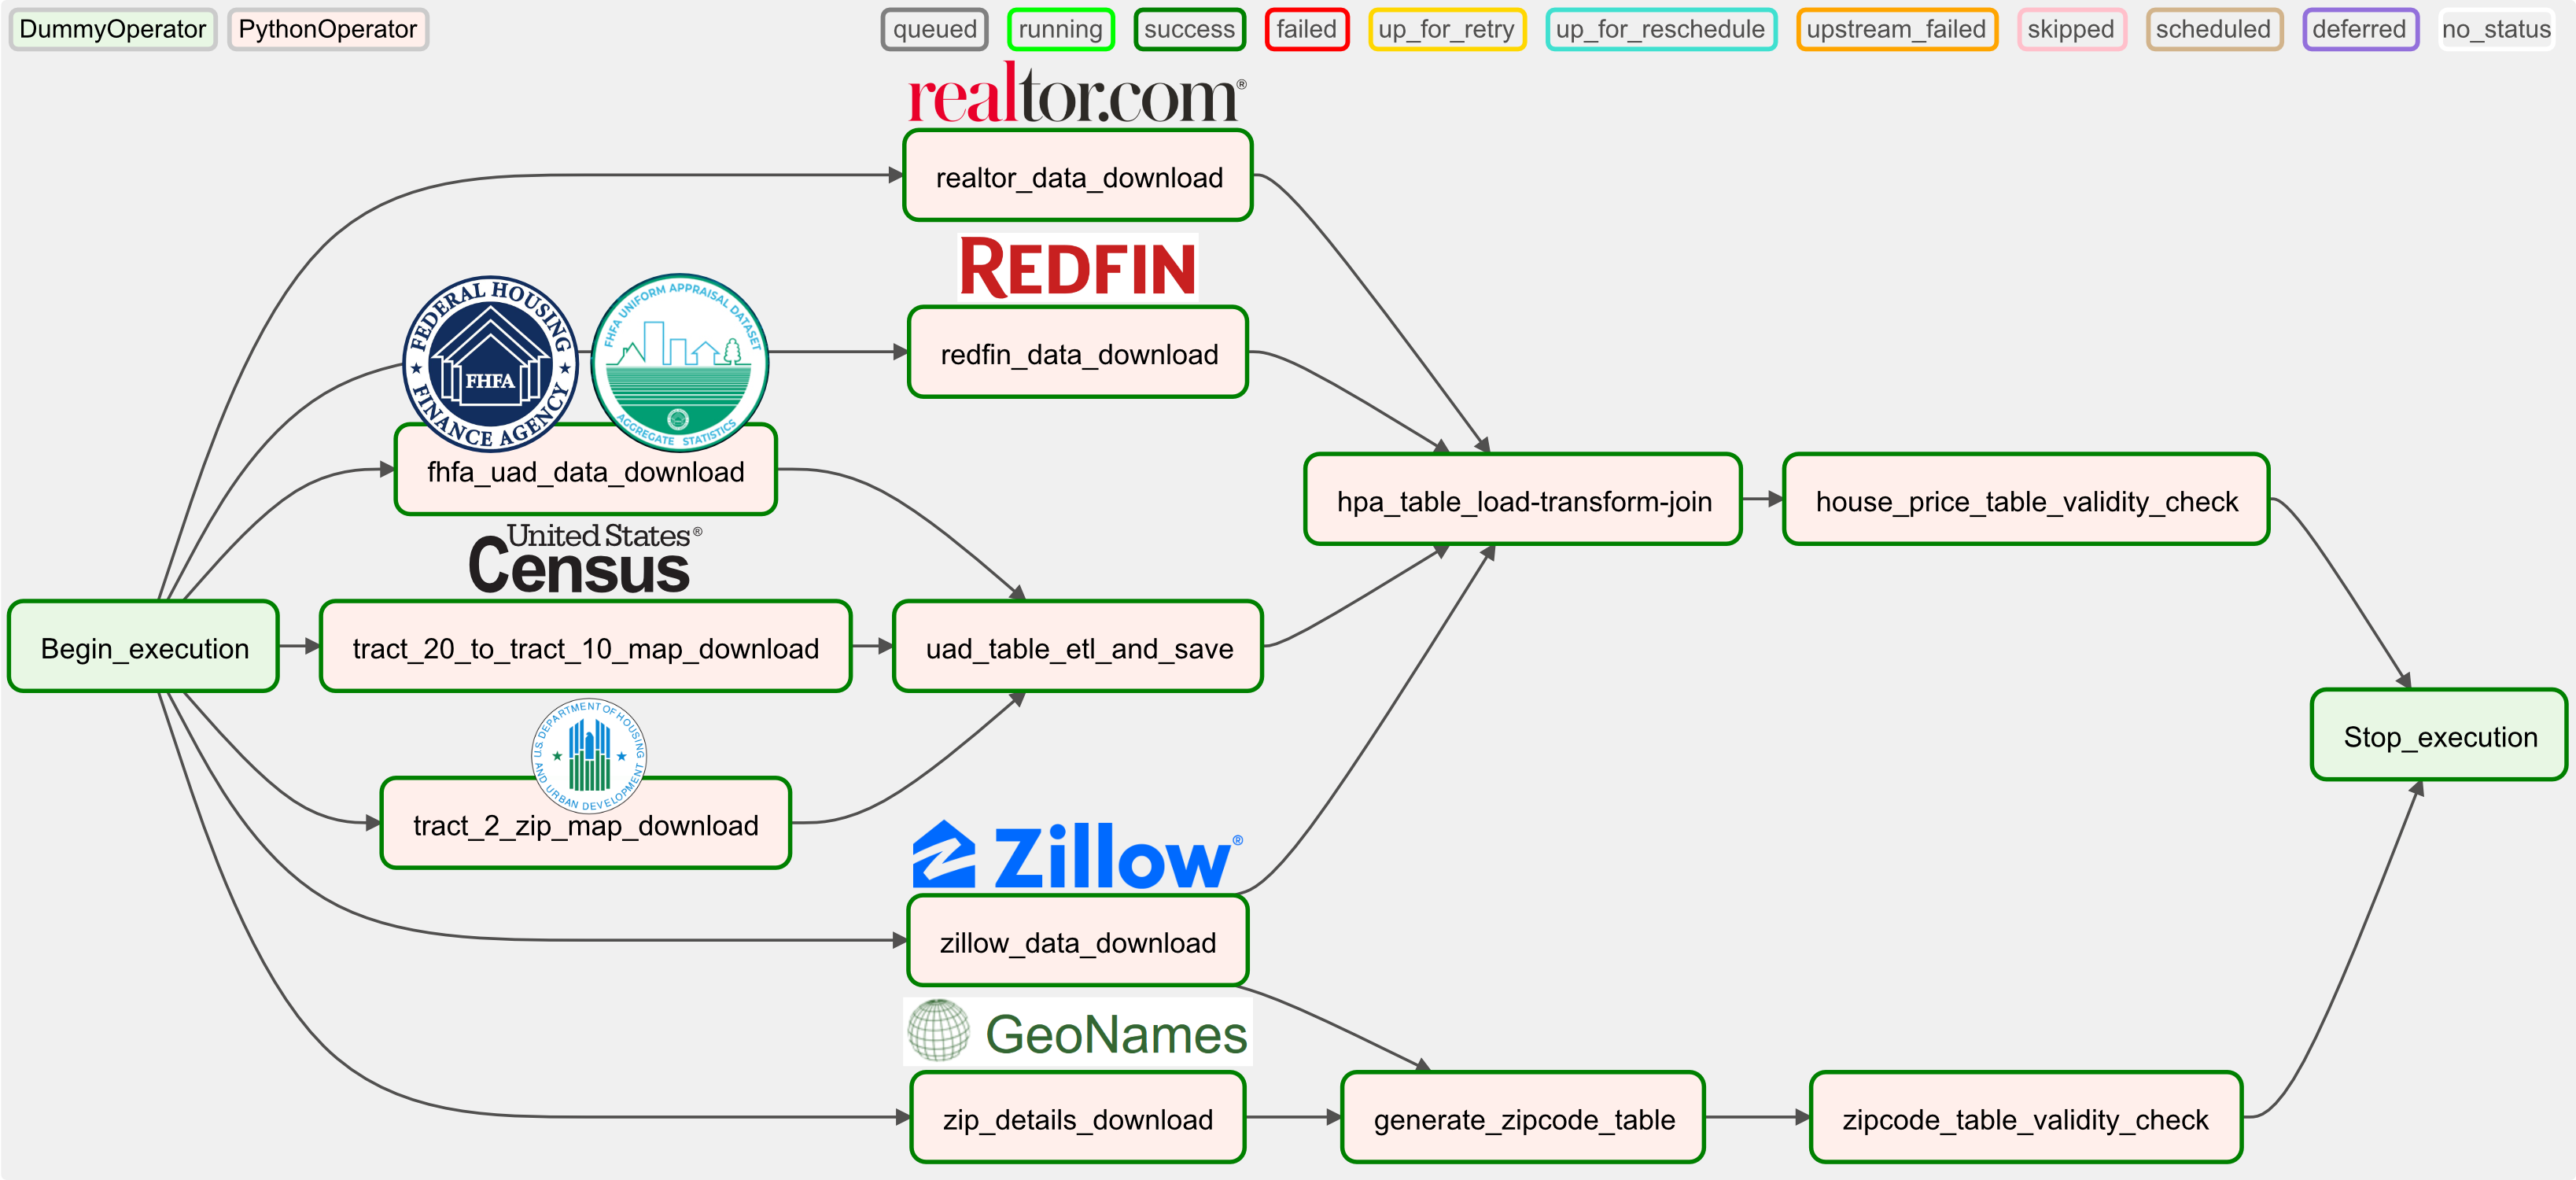 DummyOperator
PythonOperator
queued
running
success
failed
up_for_retry
up_for_reschedule
upstream_failed
skipped
scheduled
deferred
no_status
realtor.com®
realtor_data_download
REDFIN
redfin_data_download
FEDERAL HOUSING
FHFA
FINANCE AGENCY
FHFA UNIFORM APPRAISAL DATASET
AGGREGATE STATISTICS
fhfa_uad_data_download
United States®
Census
Begin_execution
tract_20_to_tract_10_map_download
uad_table_etl_and_save
hpa_table_load-transform-join
house_price_table_validity_check
U.S. DEPARTMENT OF HOUSING
AND URBAN DEVELOPMENT
tract_2_zip_map_download
Stop_execution
Zillow®
zillow_data_download
GeoNames
zip_details_download
generate_zipcode_table
zipcode_table_validity_check